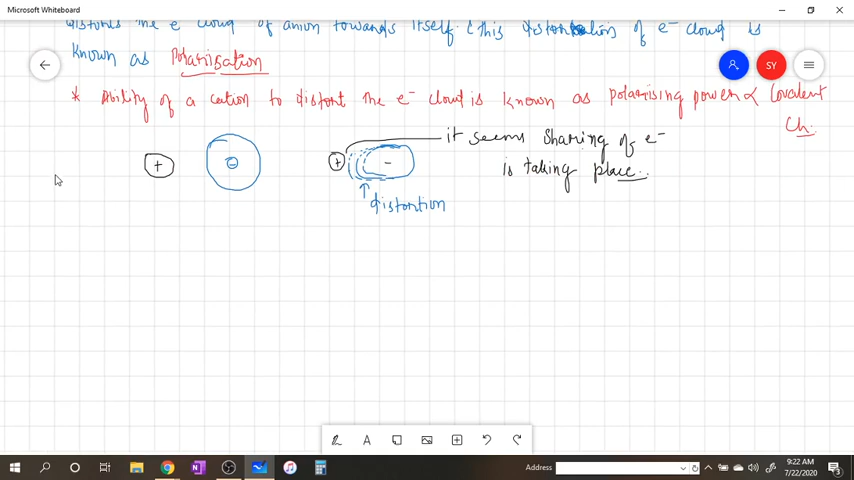 Microsoft Whiteboard
distorts the e⁻ cloud of anion towards itself. & this distortion of e⁻ cloud is
known as Polarisation
SY
* Ability of a cation to distort the e⁻ cloud is known as polarising power ∝ Covalent
Ch.
it seems sharing of e⁻
is taking place.
+ - + -
distortion
A
Address
9:22 AM
7/22/2020
3